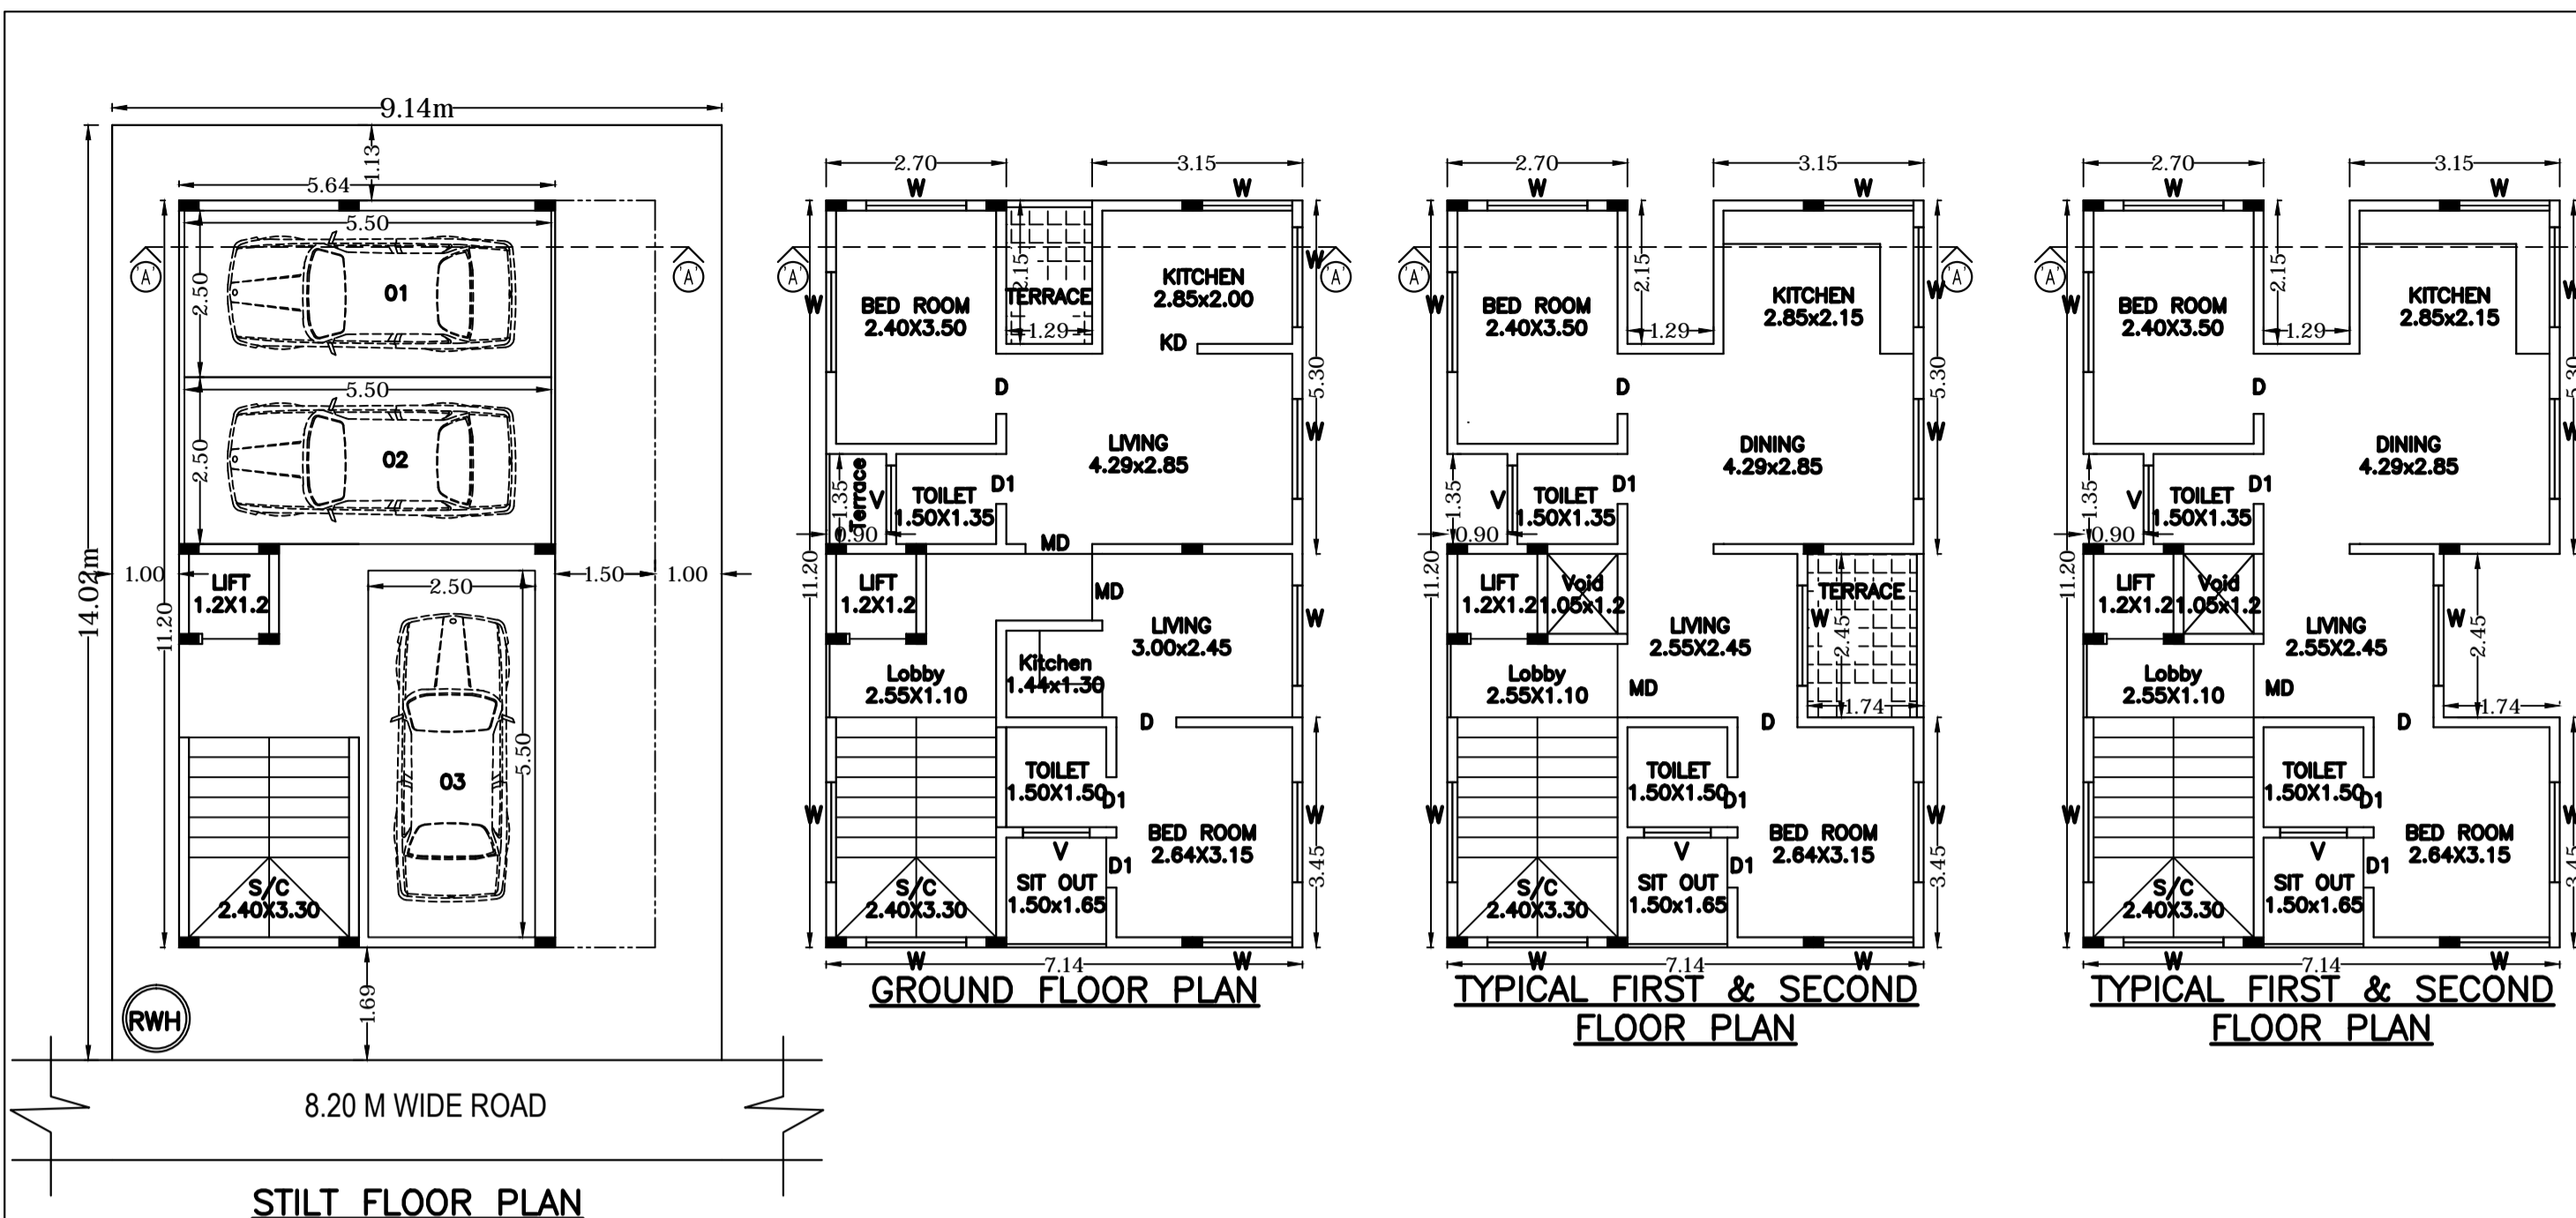 9.14m
1.13
5.64
5.50
2.50
01
'A'
'A'
5.50
2.50
02
14.02m
11.20
1.00
LIFT
1.2X1.2
2.50
1.50
1.00
5.50
03
S/C
2.40X3.30
1.69
RWH
8.20 M WIDE ROAD
STILT FLOOR PLAN
2.70
3.15
W
W
'A'
'A'
W
BED ROOM
2.40X3.50
2.15
TERRACE
1.29
KITCHEN
2.85x2.00
W
KD
D
5.30
LIVING
4.29x2.85
W
1.35
Terrace
V
TOILET
1.50X1.35
D1
0.90
MD
11.20
LIFT
1.2X1.2
MD
LIVING
3.00x2.45
W
Kitchen
1.44x1.30
Lobby
2.55X1.10
D
TOILET
1.50X1.50
D1
W
W
BED ROOM
2.64X3.15
3.45
V
D1
S/C
2.40X3.30
SIT OUT
1.50x1.65
W
7.14
W
GROUND FLOOR PLAN
2.70
3.15
W
W
'A'
'A'
W
BED ROOM
2.40X3.50
2.15
1.29
KITCHEN
2.85x2.15
W
D
5.30
DINING
4.29x2.85
W
1.35
V
TOILET
1.50X1.35
D1
0.90
11.20
LIFT
1.2X1.2
Void
1.05x1.2
TERRACE
W
2.45
LIVING
2.55X2.45
Lobby
2.55X1.10
MD
1.74
D
TOILET
1.50X1.50
D1
W
W
BED ROOM
2.64X3.15
3.45
V
D1
S/C
2.40X3.30
SIT OUT
1.50x1.65
W
7.14
W
TYPICAL FIRST & SECOND
FLOOR PLAN
2.70
3.15
W
W
'A'
W
BED ROOM
2.40X3.50
2.15
1.29
KITCHEN
2.85x2.15
W
D
5.30
DINING
4.29x2.85
W
1.35
V
TOILET
1.50X1.35
D1
0.90
11.20
LIFT
1.2X1.2
Void
1.05x1.2
W
2.45
LIVING
2.55X2.45
Lobby
2.55X1.10
MD
1.74
D
TOILET
1.50X1.50
D1
W
W
BED ROOM
2.64X3.15
3.45
V
D1
S/C
2.40X3.30
SIT OUT
1.50x1.65
W
7.14
W
TYPICAL FIRST & SECOND
FLOOR PLAN